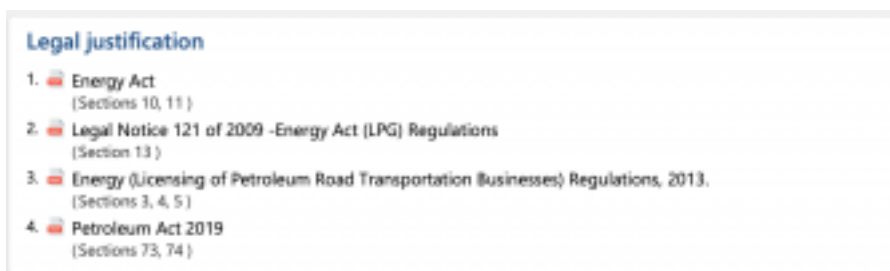 Legal justification
1. Energy Act
(Sections 10, 11 )
2. Legal Notice 121 of 2009 -Energy Act (LPG) Regulations
(Section 13 )
3. Energy (Licensing of Petroleum Road Transportation Businesses) Regulations, 2013.
(Sections 3, 4, 5 )
4. Petroleum Act 2019
(Sections 73, 74 )